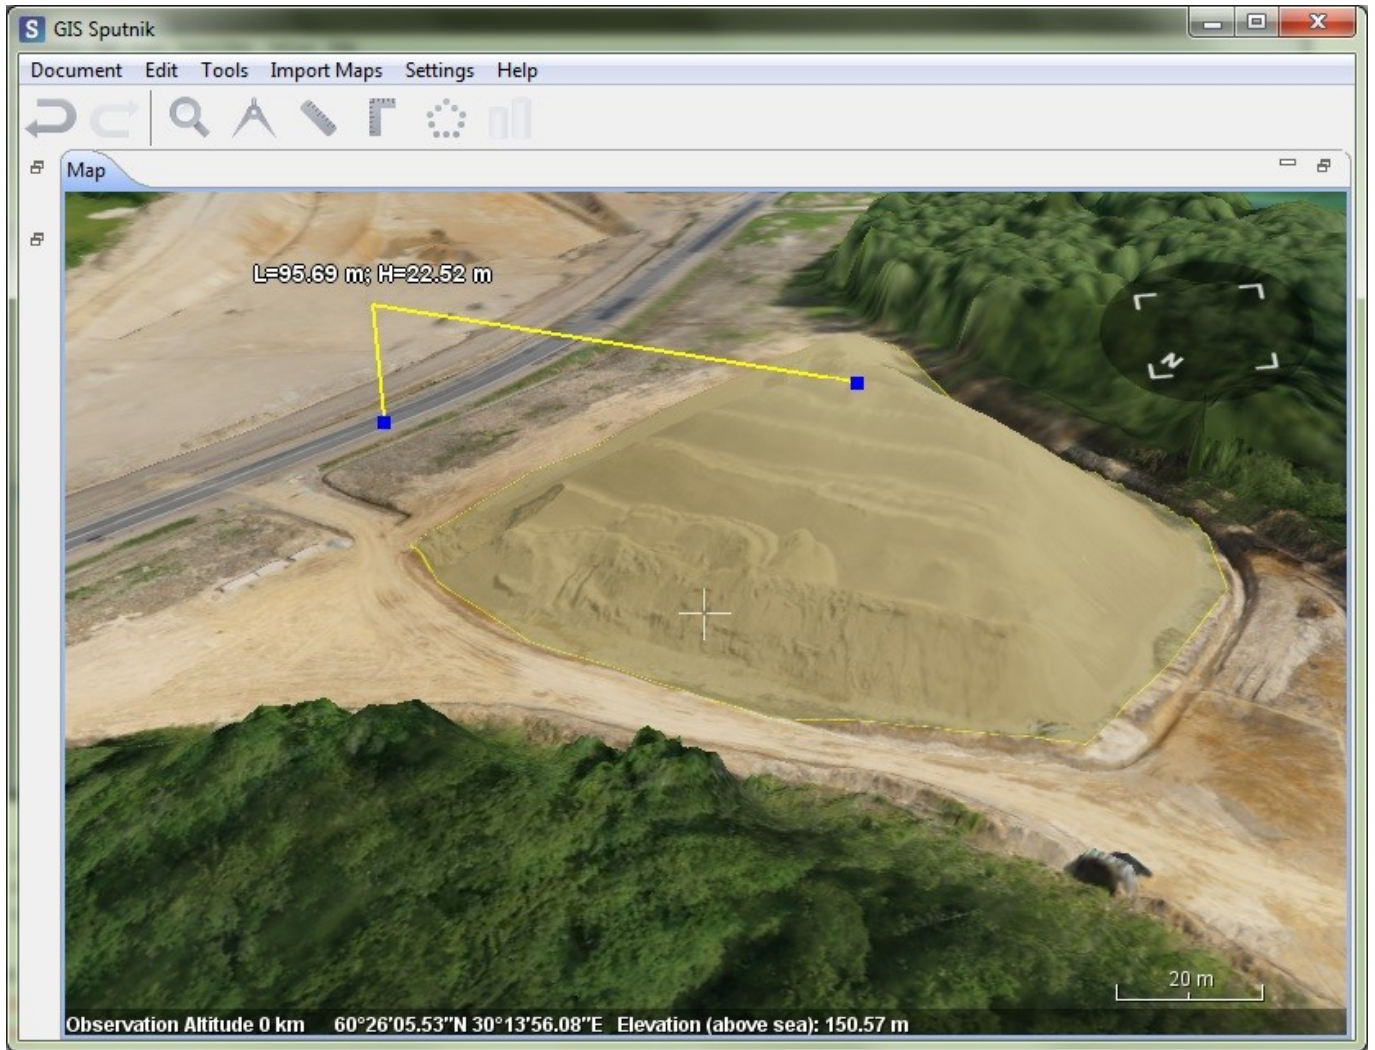 S GIS Sputnik
Document Edit Tools Import Maps Settings Help
Map
L=95.69 m; H=22.52 m
N
20 m
Observation Altitude 0 km 60°26'05.53"N 30°13'56.08"E Elevation (above sea): 150.57 m